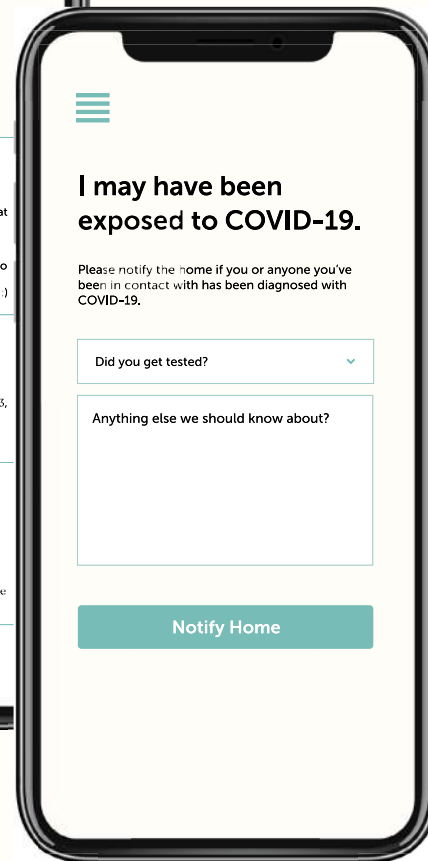 at
o
:)
3,
e
I may have been
exposed to COVID-19.
Please notify the home if you or anyone you've
been in contact with has been diagnosed with
COVID-19.
Did you get tested?
Anything else we should know about?
Notify Home